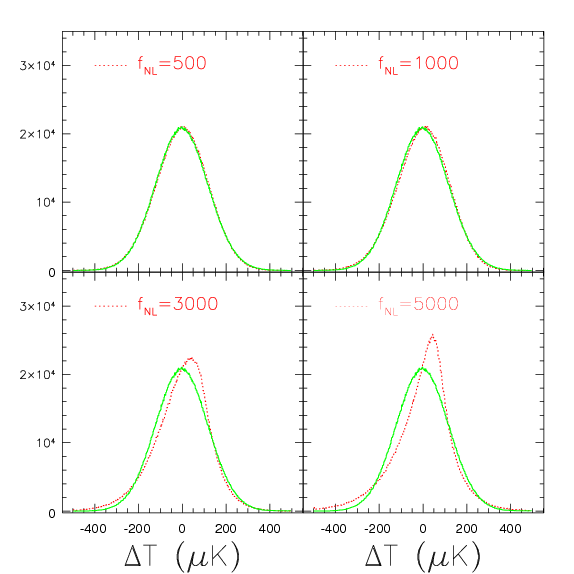 f_NL=500
f_NL=1000
3×10⁴
2×10⁴
10⁴
0
f_NL=3000
f_NL=5000
3×10⁴
2×10⁴
10⁴
0
-400 -200 0 200 400 -400 -200 0 200 400
ΔT (μK) ΔT (μK)